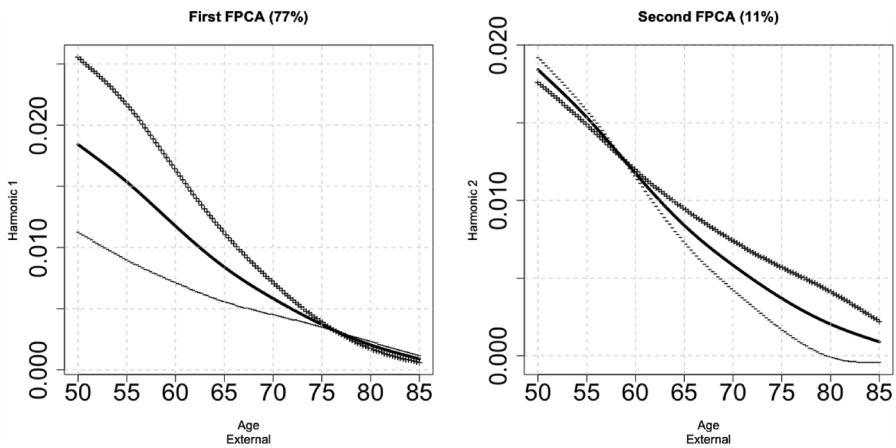 First FPCA (77%)
Harmonic 1
0.020
0.010
0.000
50 55 60 65 70 75 80 85
Age
External
Second FPCA (11%)
Harmonic 2
0.020
0.010
0.000
50 55 60 65 70 75 80 85
Age
External